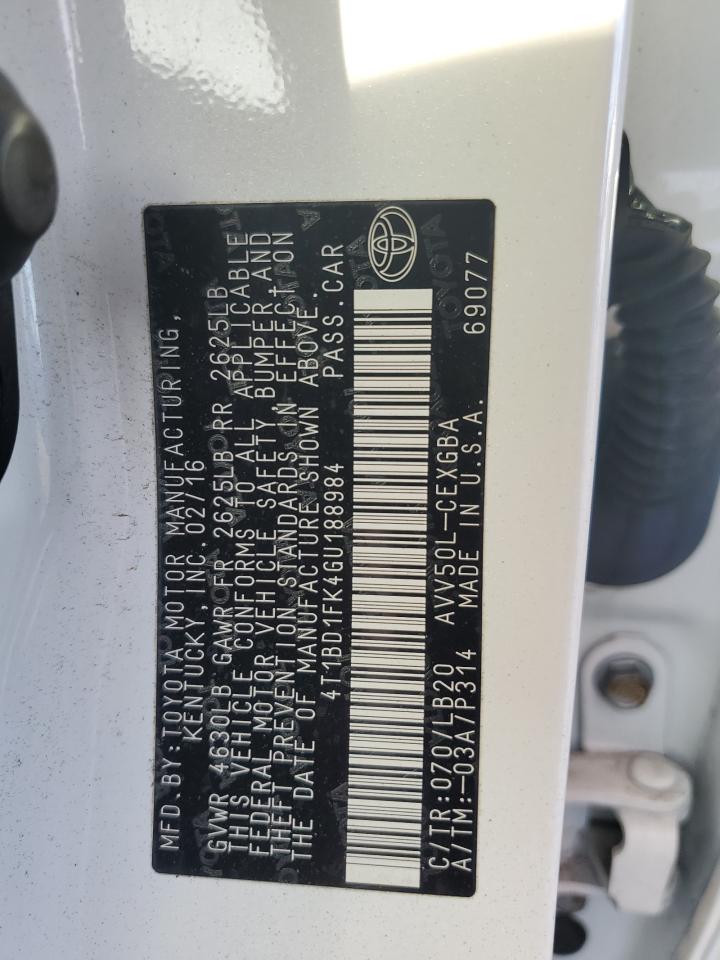 MFD BY:TOYOTA MOTOR MANUFACTURING,
KENTUCKY,INC. 02/16
GVWR 4630LB GAWR FR 2625LB RR 2625LB
THIS VEHICLE CONFORMS TO ALL APPLICABLE
FEDERAL MOTOR VEHICLE SAFETY, BUMPER, AND
THEFT PREVENTION STANDARDS IN EFFECT ON
THE DATE OF MANUFACTURE SHOWN ABOVE.
4T1BD1FK4GU188984 PASS.CAR
C/TR:070/LB20 AVV50L-CEXGBA
A/TM:-03A/P314 MADE IN U.S.A. 69077